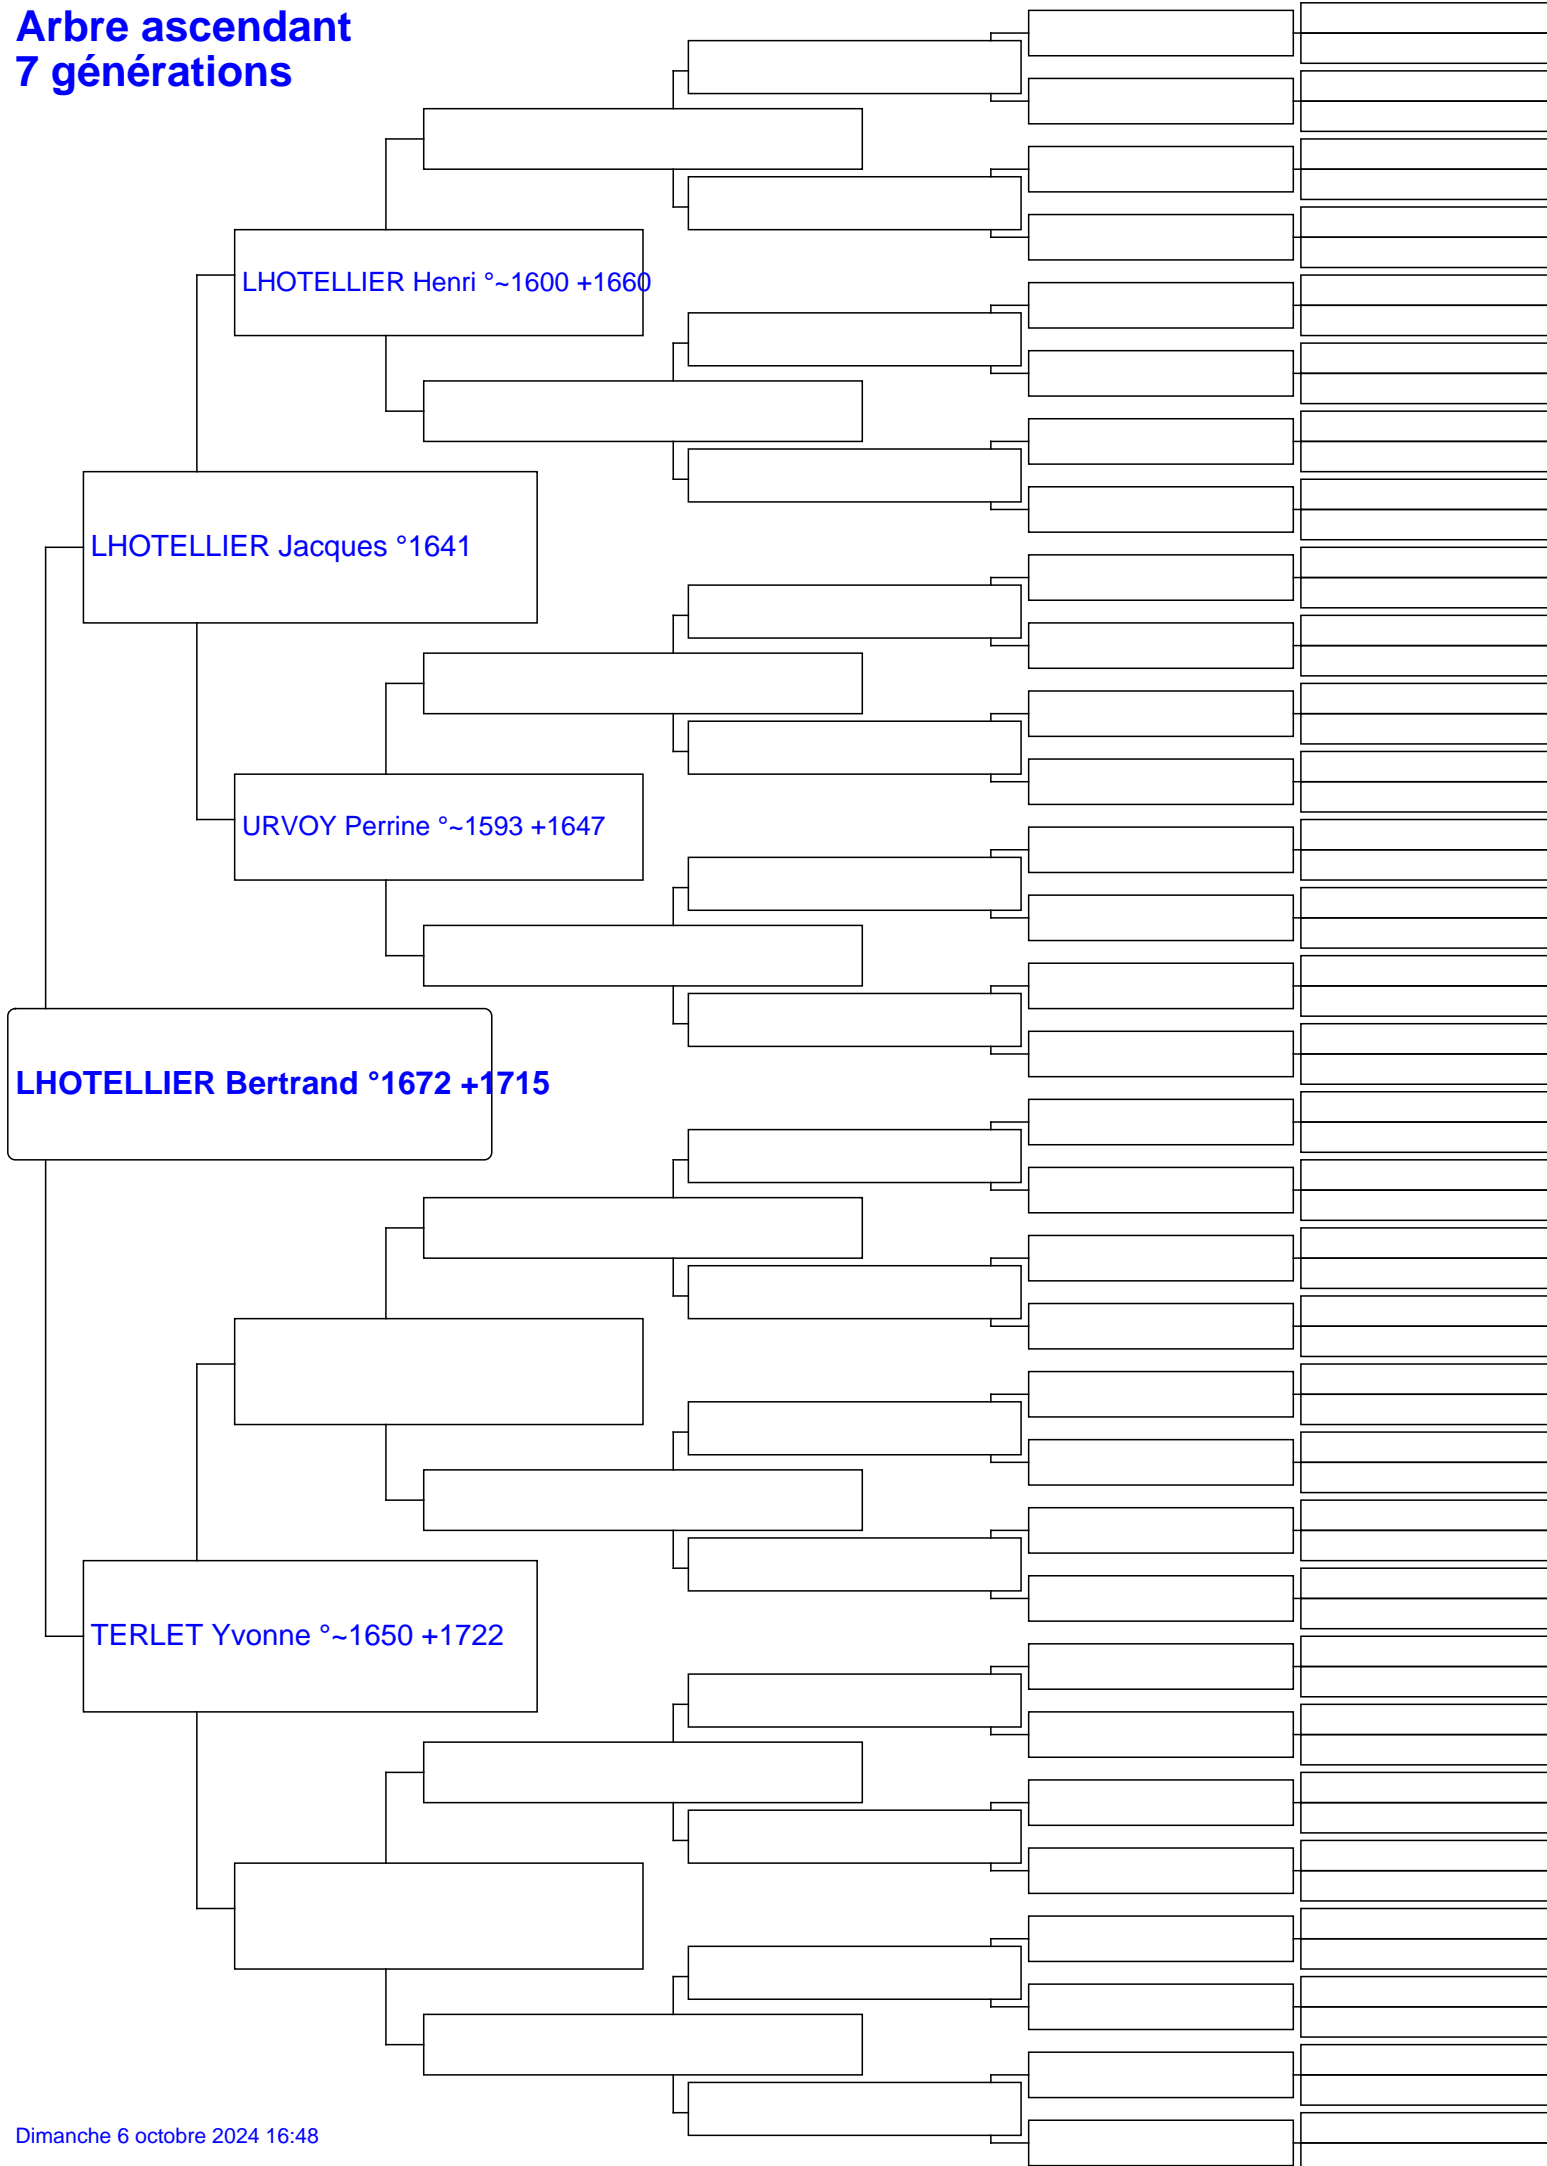 Arbre ascendant
7 générations
LHOTELLIER Henri °~1600 +1660
LHOTELLIER Jacques °1641
URVOY Perrine °~1593 +1647
LHOTELLIER Bertrand °1672 +1715
TERLET Yvonne °~1650 +1722
Dimanche 6 octobre 2024 16:48